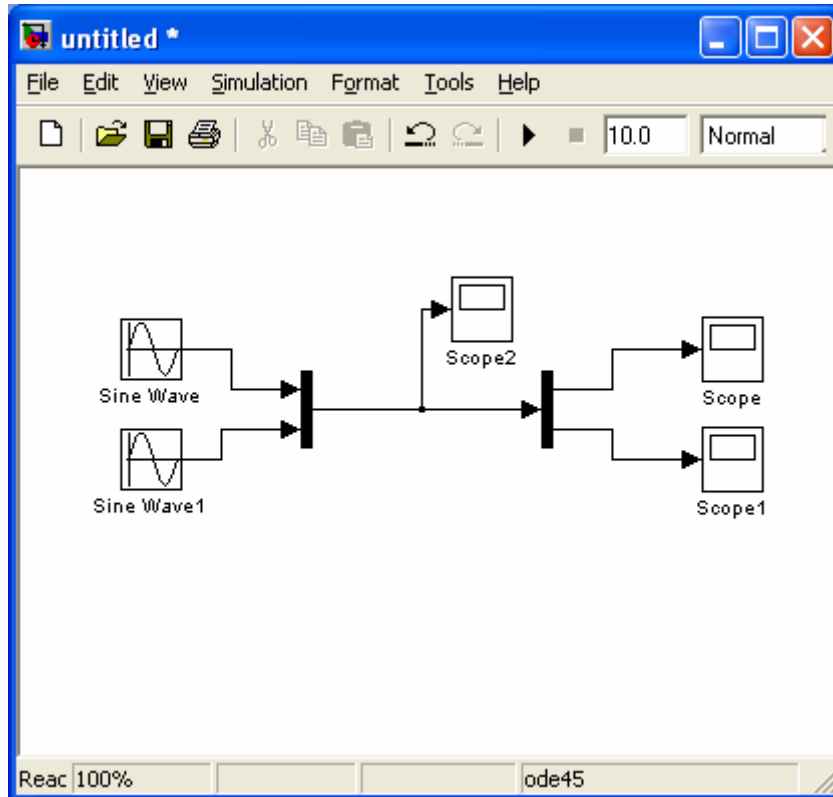 untitled *
File Edit View Simulation Format Tools Help
10.0 Normal
Scope2
Sine Wave
Scope
Sine Wave1
Scope1
Reac 100% ode45